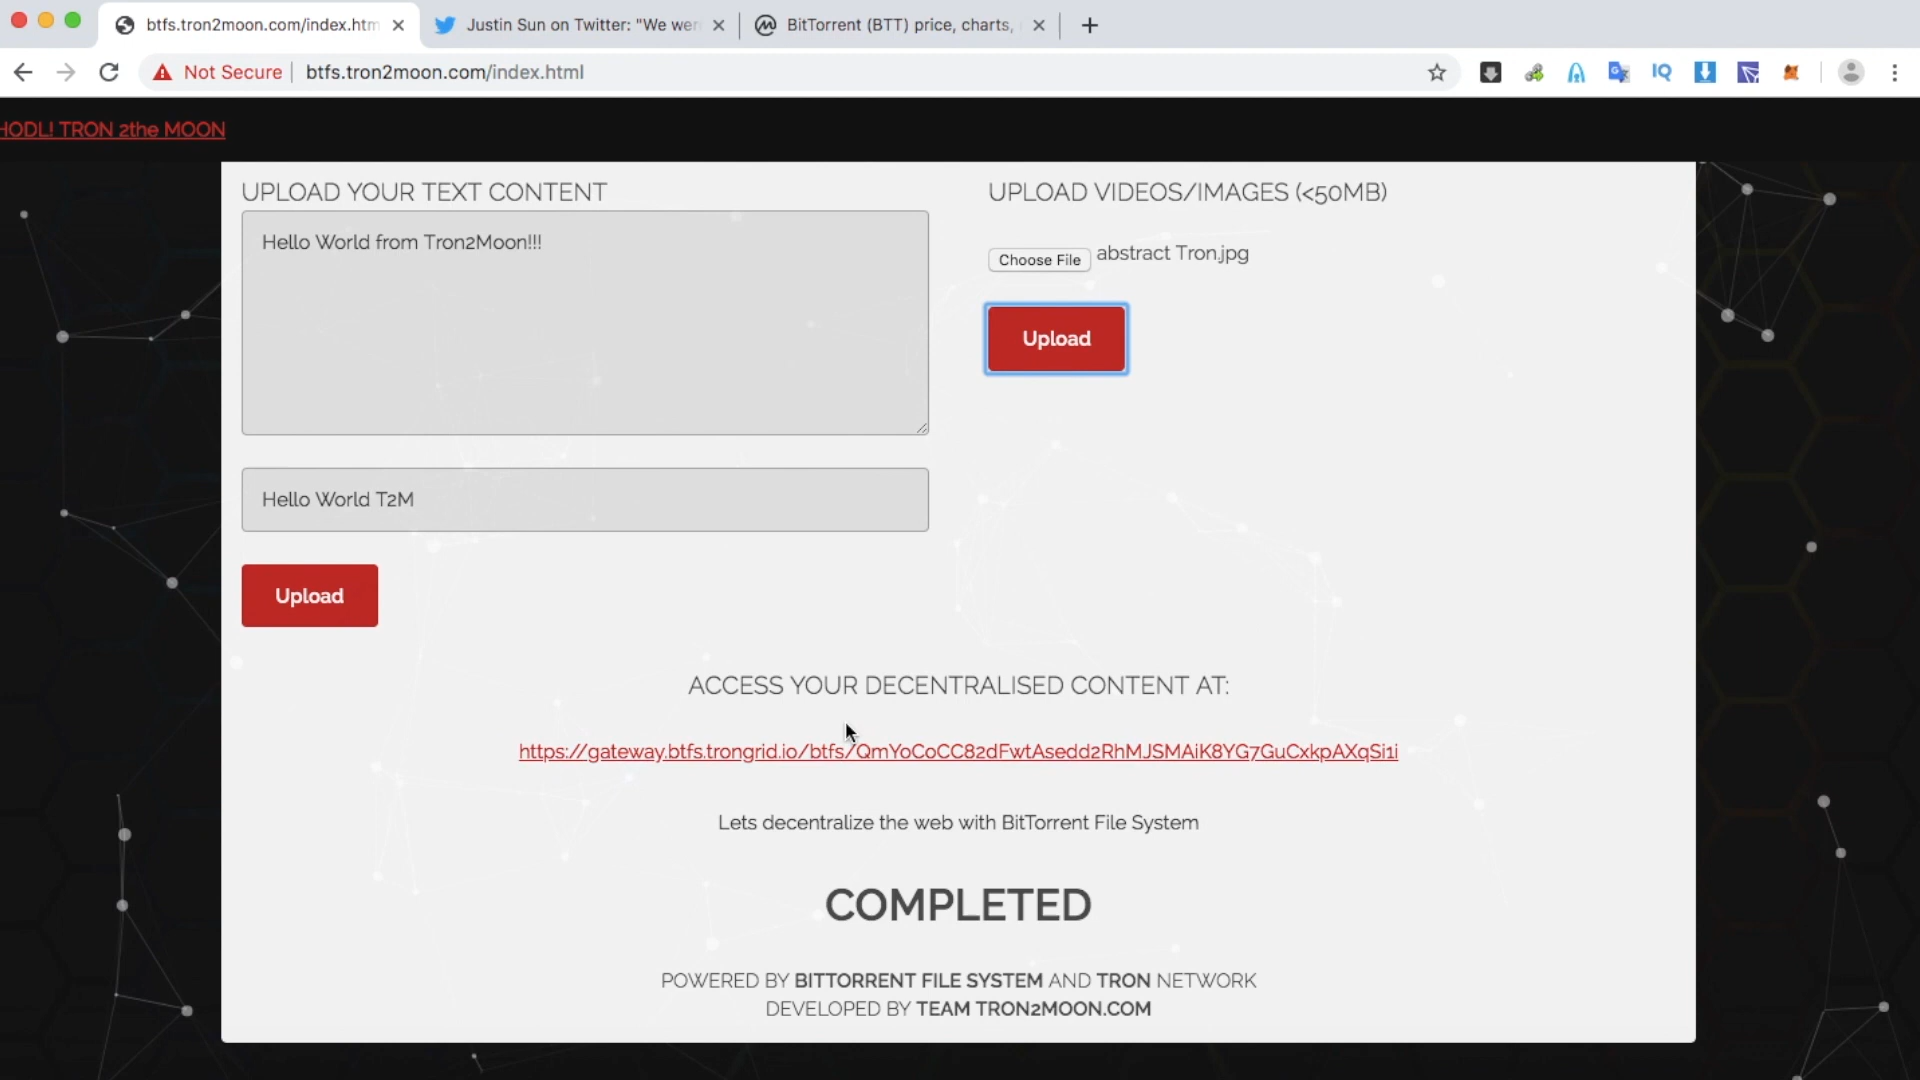 btfs.tron2moon.com/index.htm
Justin Sun on Twitter: "We wer
BitTorrent (BTT) price, charts,
Not Secure
btfs.tron2moon.com/index.html
IQ
HODL! TRON 2the MOON
UPLOAD YOUR TEXT CONTENT
UPLOAD VIDEOS/IMAGES (<50MB)
Hello World from Tron2Moon!!!
Choose File abstract Tron.jpg
Upload
Hello World T2M
Upload
ACCESS YOUR DECENTRALISED CONTENT AT:
https://gateway.btfs.trongrid.io/btfs/QmYoCoCC82dFwtAsedd2RhMJSMAiK8YG7GuCxkpAXqSi1i
Lets decentralize the web with BitTorrent File System
COMPLETED
POWERED BY BITTORRENT FILE SYSTEM AND TRON NETWORK
DEVELOPED BY TEAM TRON2MOON.COM